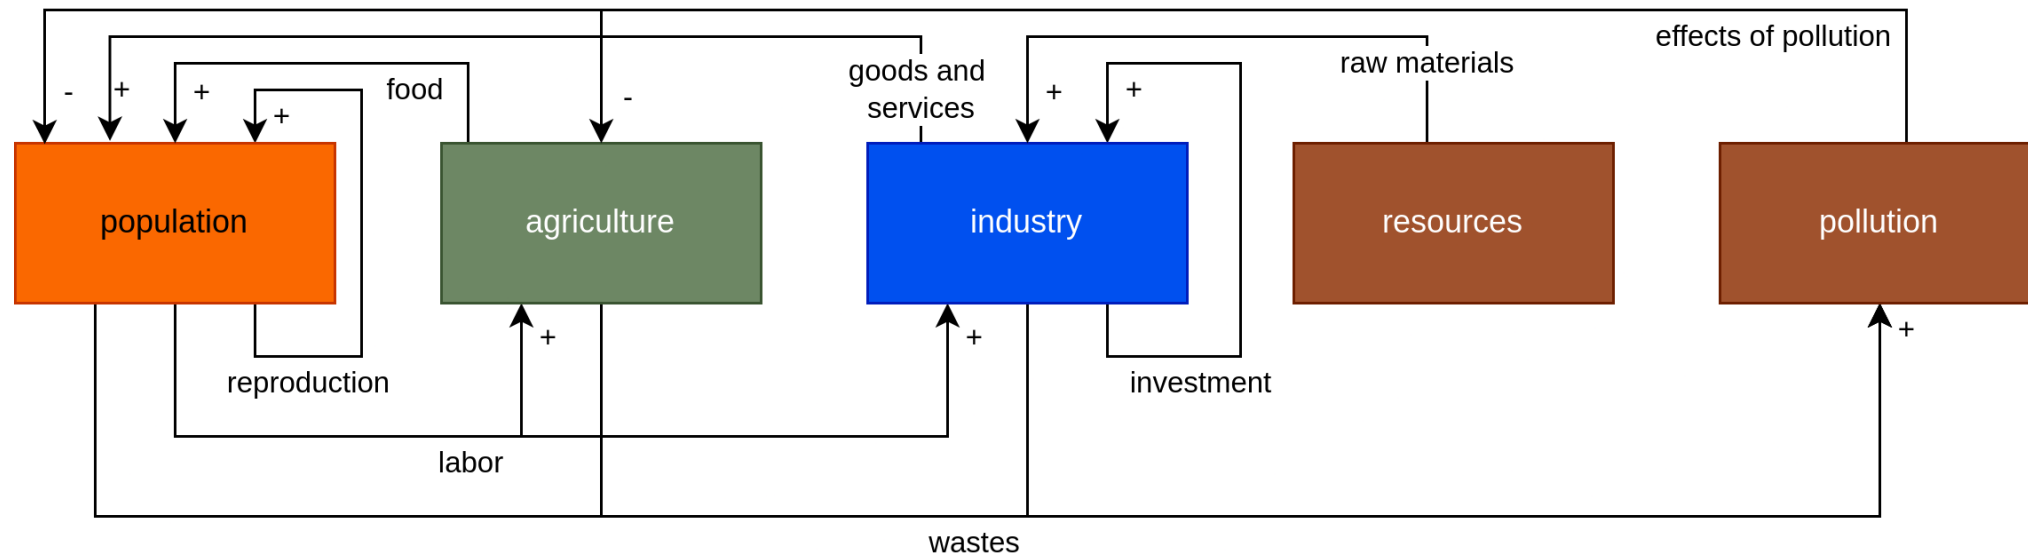 effects of pollution
raw materials
goods and
services
food
-
+
+
+
-
+
+
population
agriculture
industry
resources
pollution
+
+
+
reproduction
investment
labor
wastes